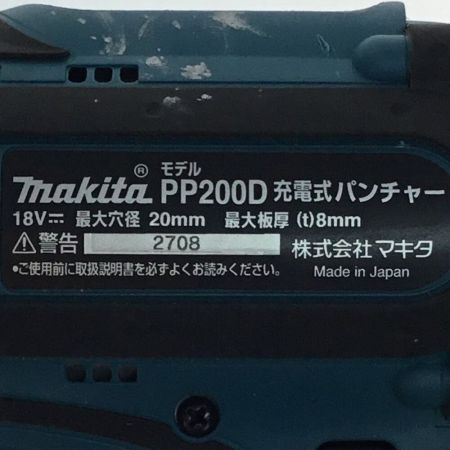 モデル
makita® PP200D 充電式パンチャー
18V⎓ 最大穴径 20mm 最大板厚 (t)8mm
⚠警告 2708 株式会社マキタ
•ご使用前に取扱説明書を必ずよくお読みください。 Made in Japan